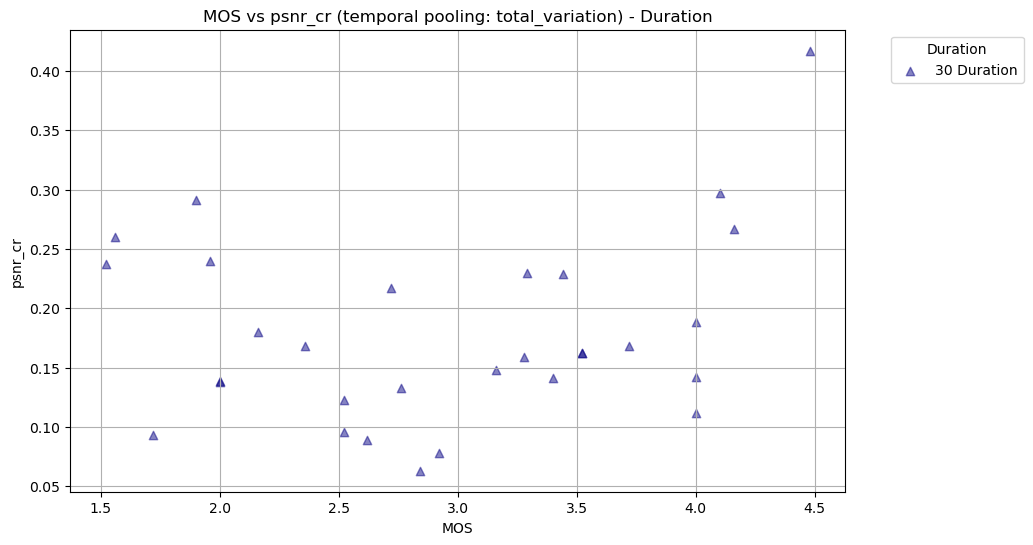 MOS vs psnr_cr (temporal pooling: total_variation) - Duration
Duration
30 Duration
psnr_cr
0.40
0.35
0.30
0.25
0.20
0.15
0.10
0.05
1.5 2.0 2.5 3.0 3.5 4.0 4.5
MOS